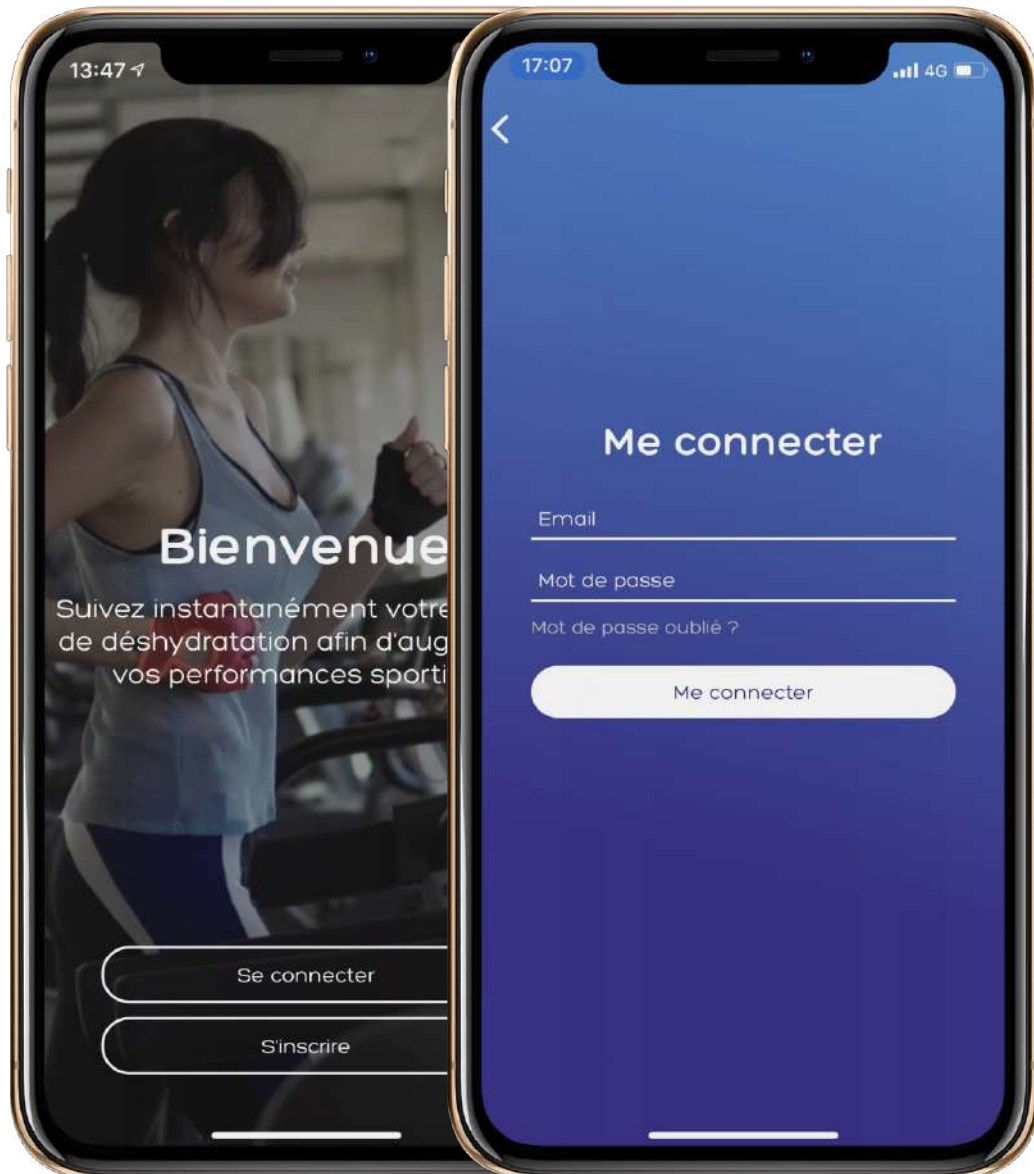 13:47
Bienvenue
Suivez instantanément votre
de déshydratation afin d'aug
vos performances sporti
Se connecter
S'inscrire
17:07
4G
Me connecter
Email
Mot de passe
Mot de passe oublié ?
Me connecter